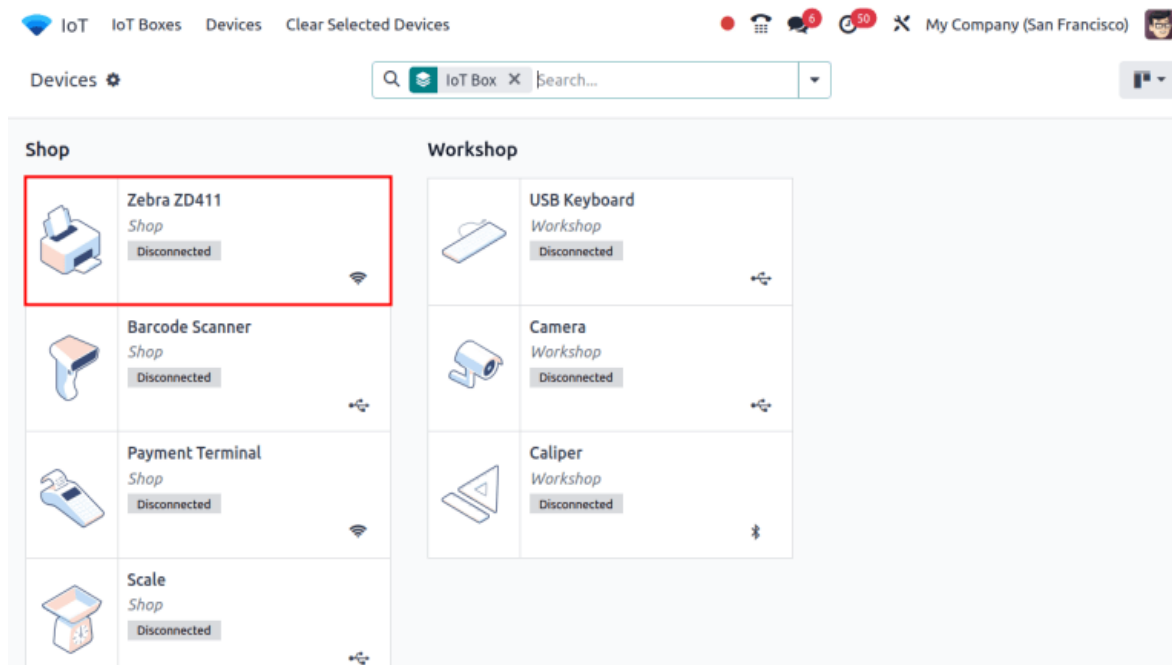 IoT IoT Boxes Devices Clear Selected Devices 6 50 My Company (San Francisco)
Devices IoT Box Search...
Shop
Zebra ZD411
Shop
Disconnected
Barcode Scanner
Shop
Disconnected
Payment Terminal
Shop
Disconnected
Scale
Shop
Disconnected
Workshop
USB Keyboard
Workshop
Disconnected
Camera
Workshop
Disconnected
Caliper
Workshop
Disconnected